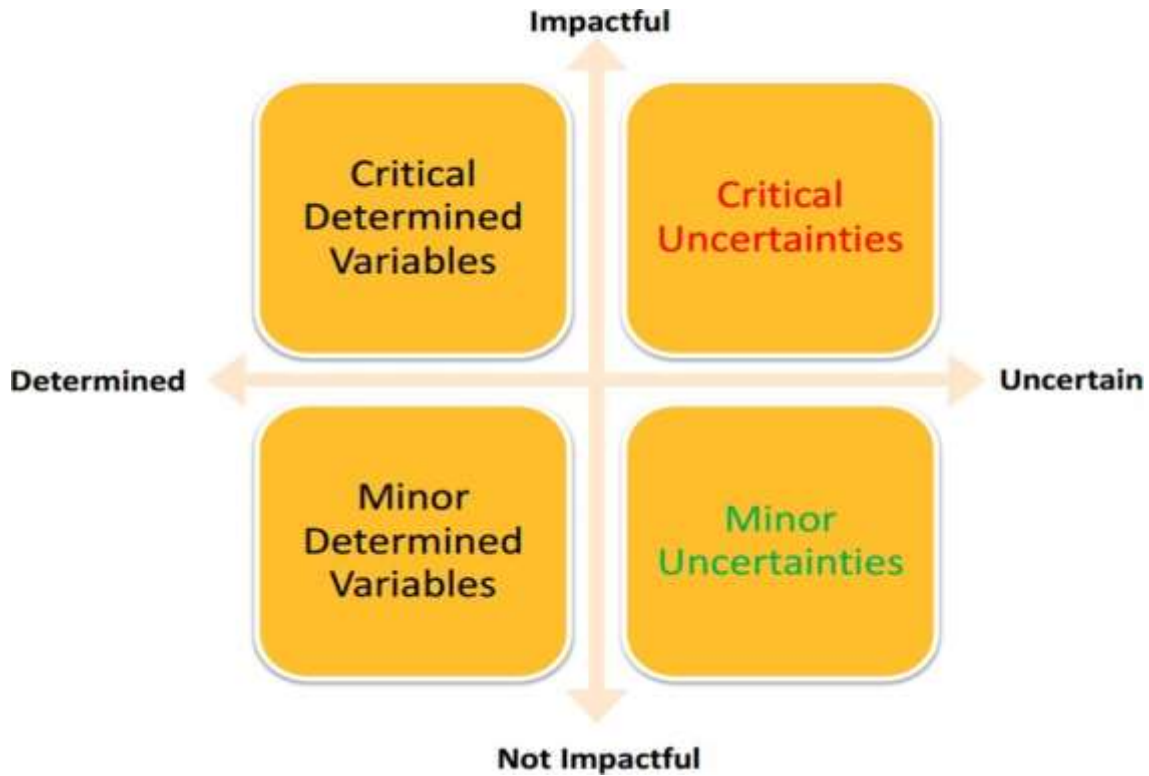 Impactful
Critical
Determined
Variables
Critical
Uncertainties
Determined
Uncertain
Minor
Determined
Variables
Minor
Uncertainties
Not Impactful